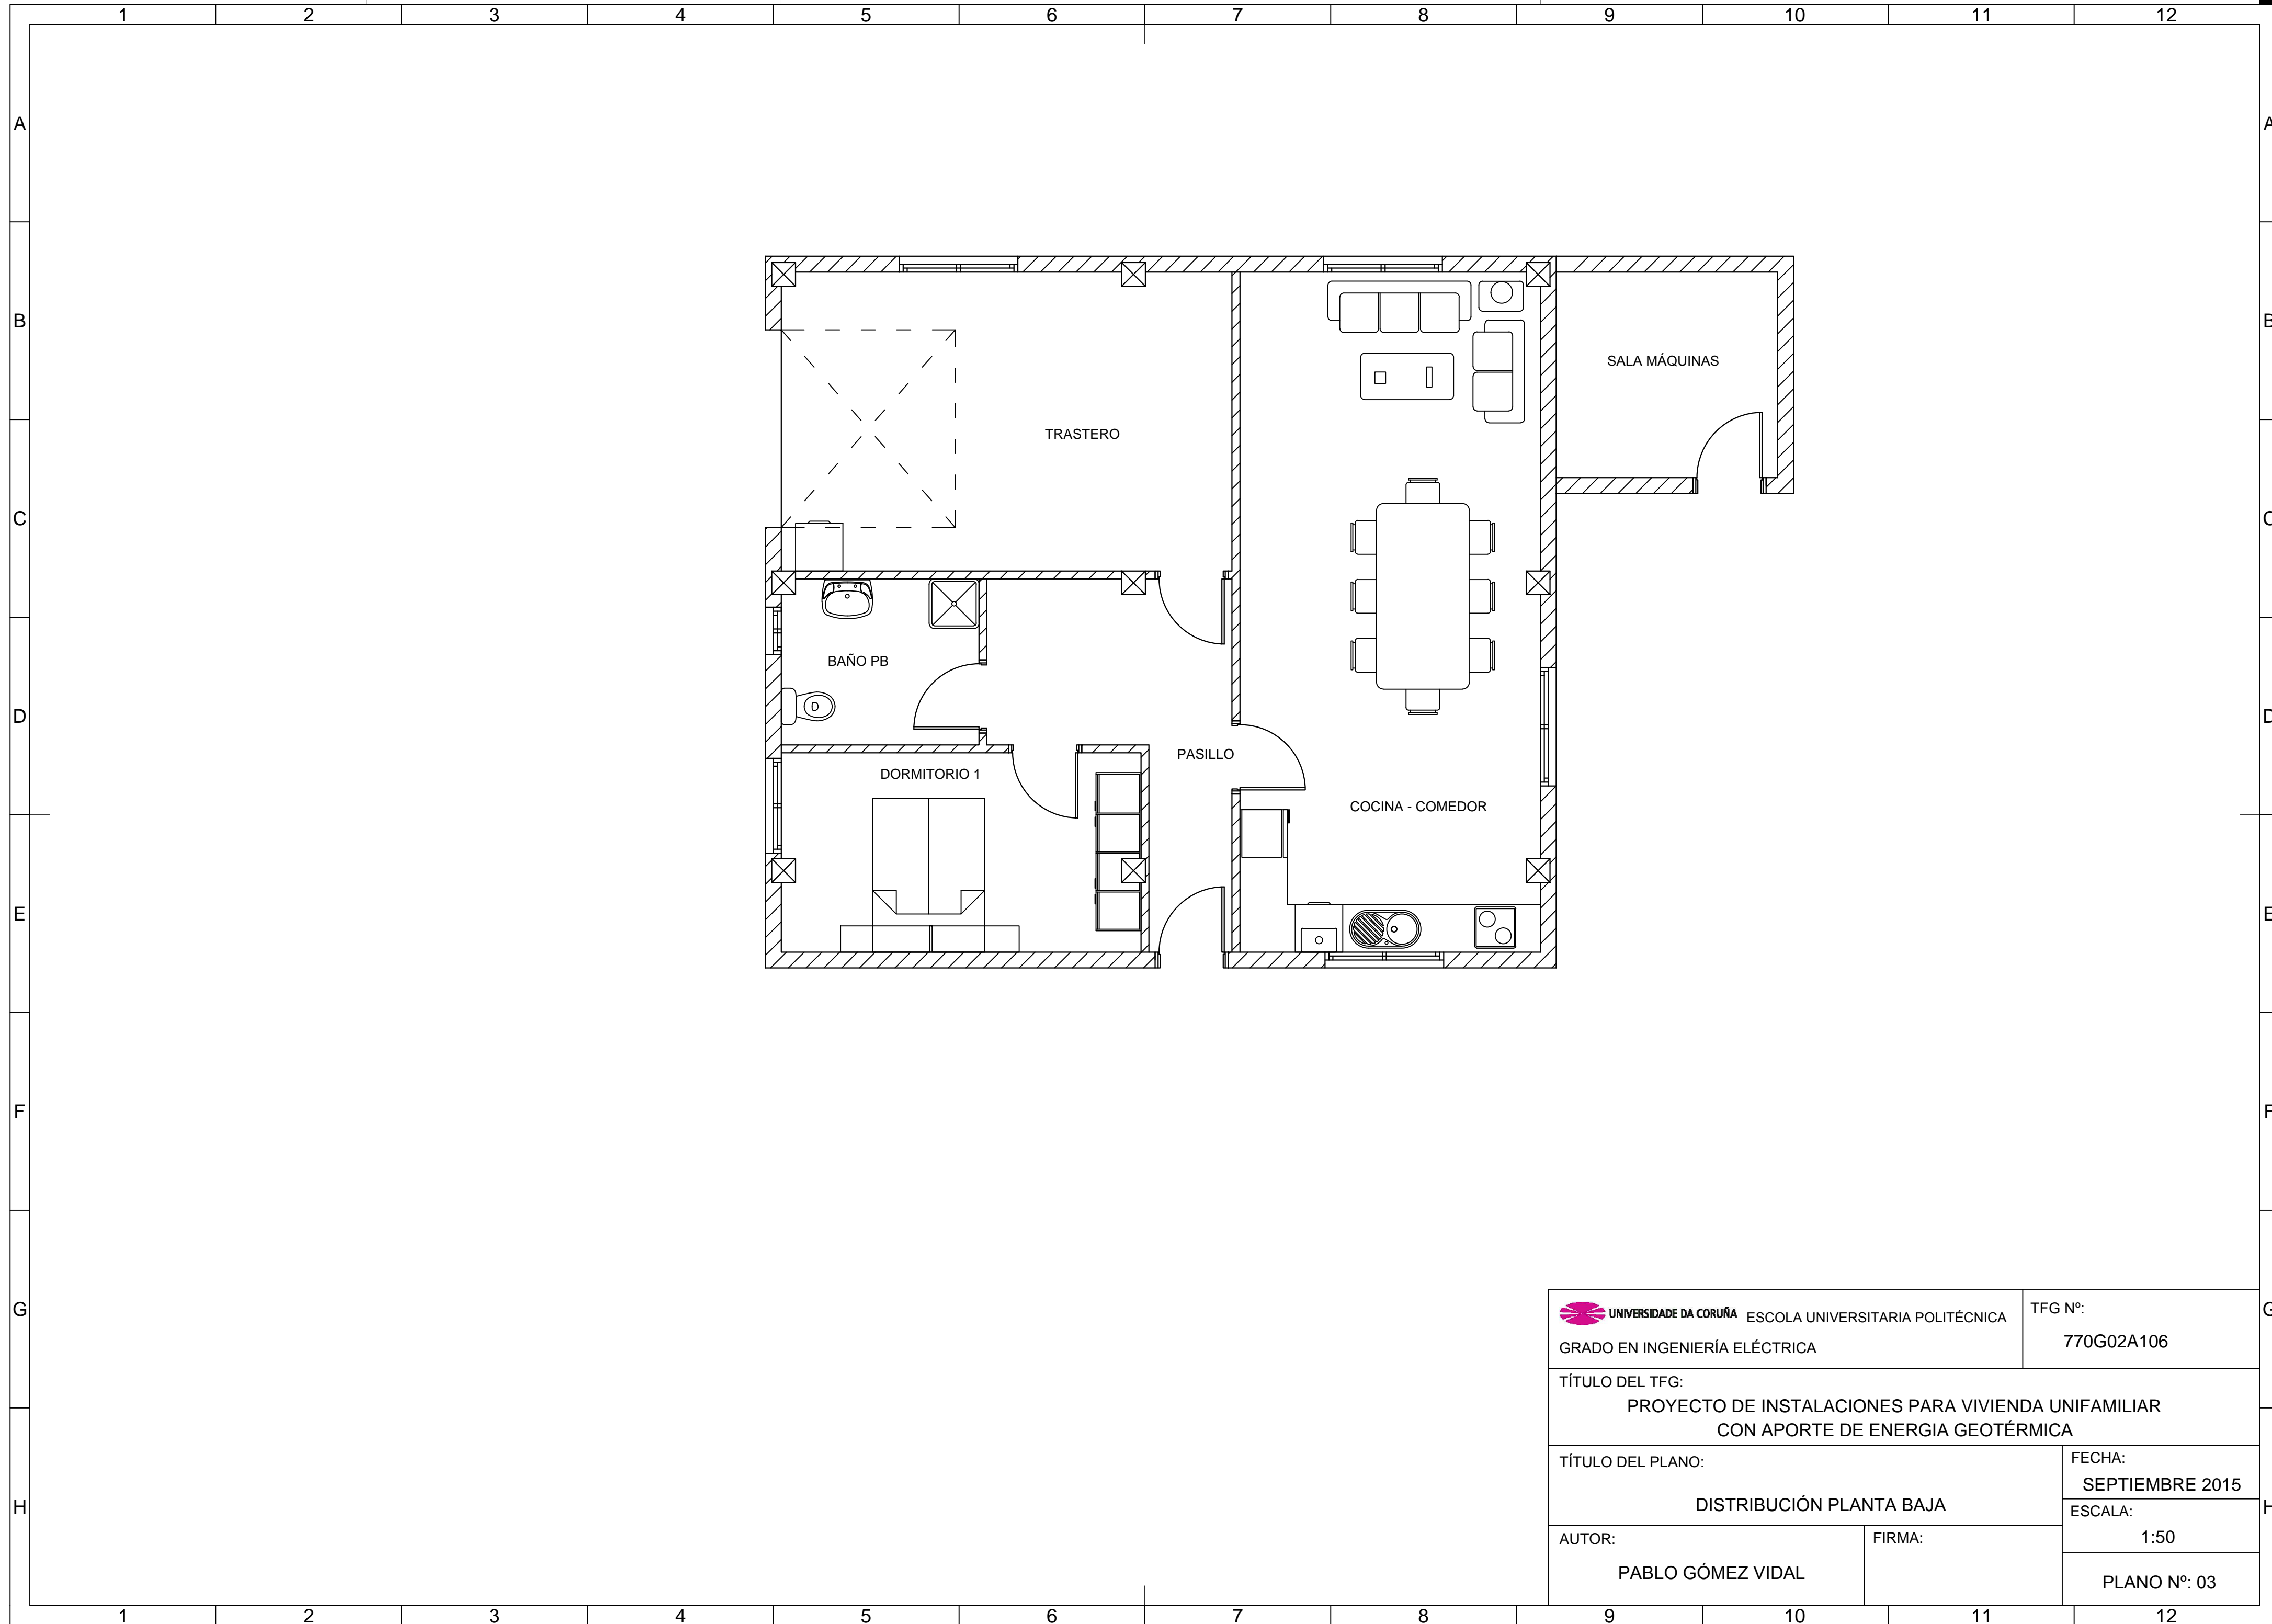 1 2 3 4 5 6 7 8 9 10 11 12
A A
B B
SALA MÁQUINAS
TRASTERO
C C
BAÑO PB
D D
PASILLO
DORMITORIO 1
COCINA - COMEDOR
E E
F F
G G
UNIVERSIDADE DA CORUÑA ESCOLA UNIVERSITARIA POLITÉCNICA
GRADO EN INGENIERÍA ELÉCTRICA
TFG Nº:
770G02A106
TÍTULO DEL TFG:
PROYECTO DE INSTALACIONES PARA VIVIENDA UNIFAMILIAR
CON APORTE DE ENERGIA GEOTÉRMICA
TÍTULO DEL PLANO:
DISTRIBUCIÓN PLANTA BAJA
FECHA:
SEPTIEMBRE 2015
H H
ESCALA:
1:50
AUTOR:
PABLO GÓMEZ VIDAL
FIRMA:
PLANO Nº: 03
1 2 3 4 5 6 7 8 9 10 11 12